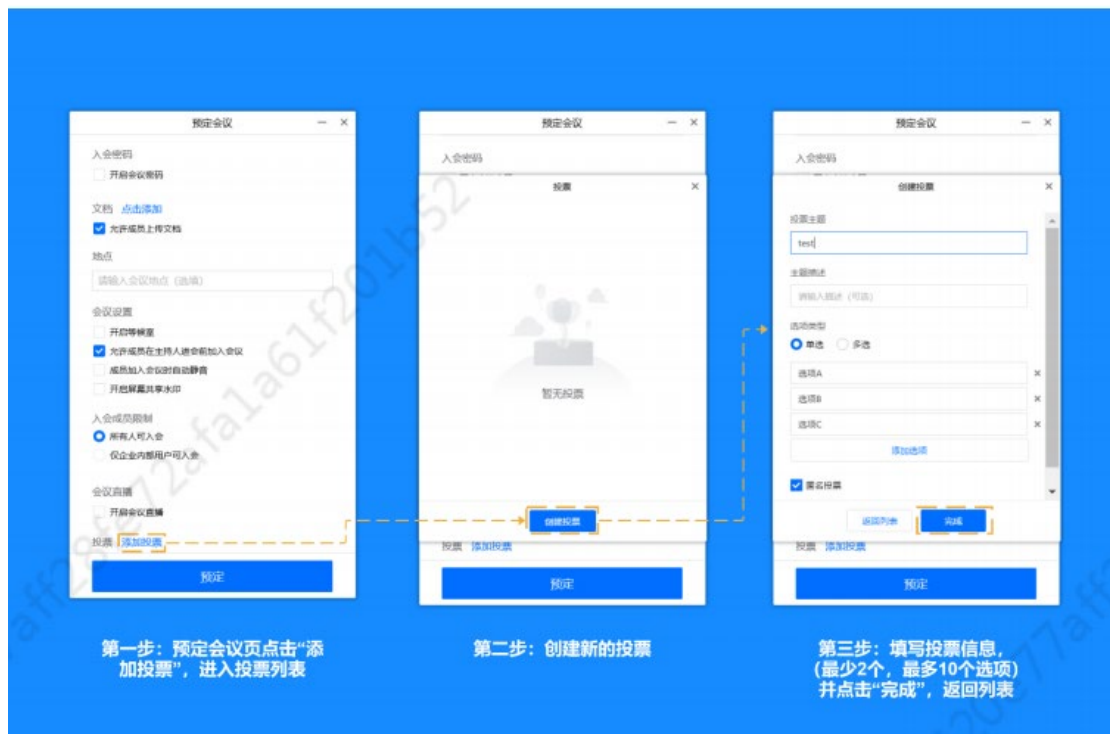 预定会议
入会密码
开启会议密码
文档 点击添加
允许成员上传文档
地点
请输入会议地点（选填）
会议设置
开启等候室
允许成员在主持人进会前加入会议
成员加入会议时自动静音
开启屏幕共享水印
入会成员限制
所有人可入会
仅企业内部用户可入会
会议直播
开启会议直播
投票 添加投票
预定
第一步：预定会议页点击“添
加投票”，进入投票列表
预定会议
入会密码
投票
暂无投票
创建投票
投票 添加投票
预定
第二步：创建新的投票
预定会议
入会密码
创建投票
投票主题
test
主题描述
请输入描述（可选）
选项类型
单选 多选
选项A
选项B
选项C
添加选项
匿名投票
返回列表 完成
投票 添加投票
预定
第三步：填写投票信息，
（最少2个，最多10个选项）
并点击“完成”，返回列表